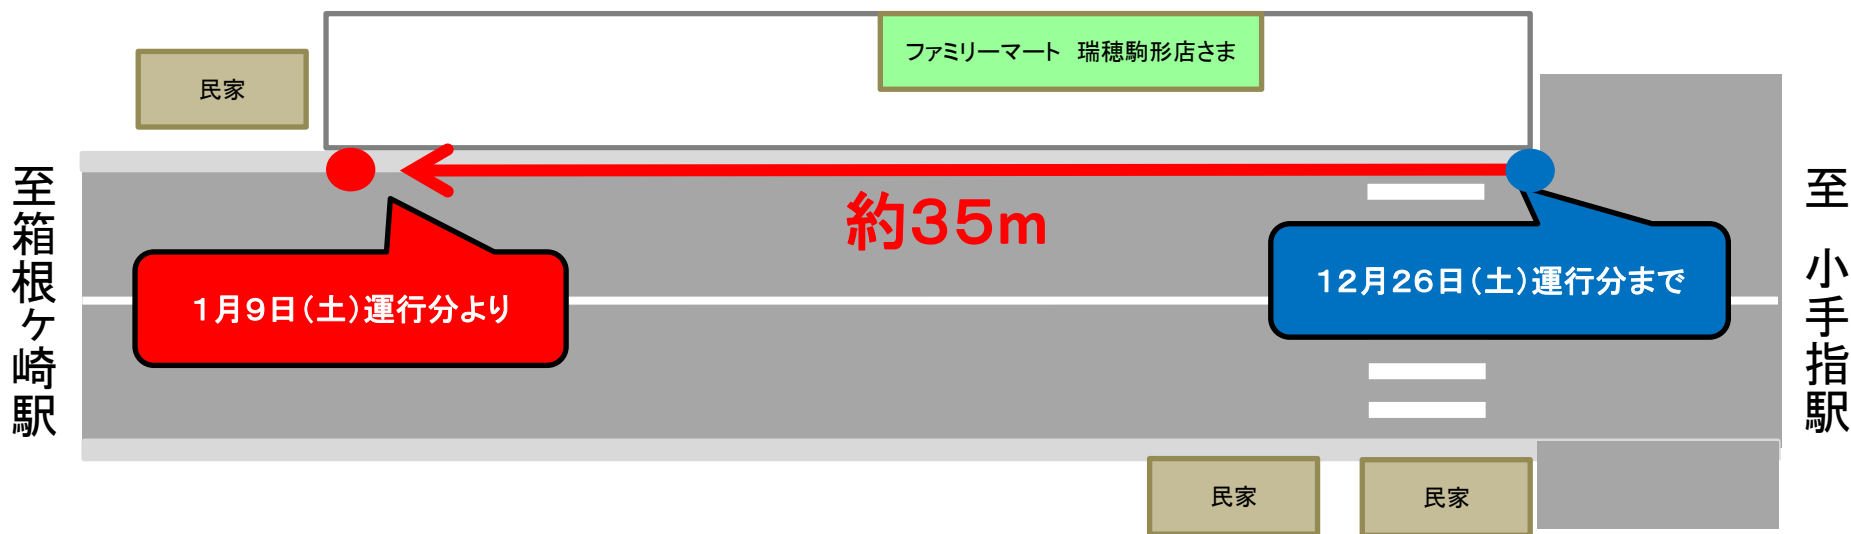 ファミリーマート　瑞穂駒形店さま
民家
至箱根ケ崎駅
至　小手指駅
約３５ｍ
１月９日（土）運行分より
１２月２６日（土）運行分まで
民家
民家